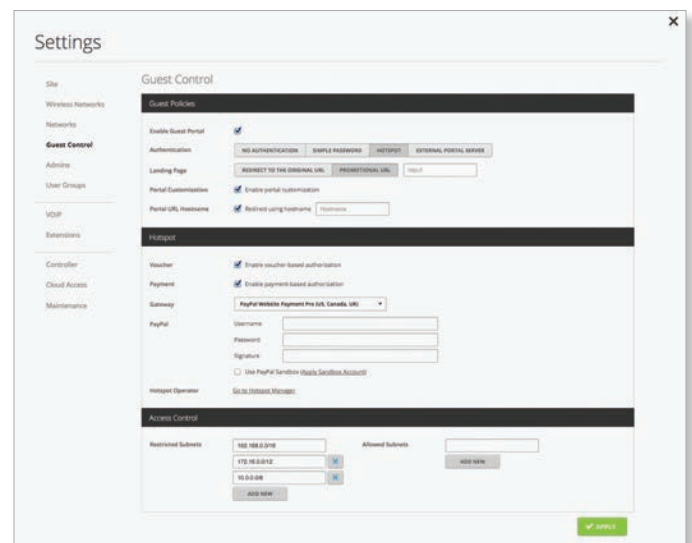 Settings
Site
Wireless Networks
Networks
Guest Control
Admins
User Groups
VOIP
Extensions
Controller
Cloud Access
Maintenance
Guest Control
Guest Policies
Enable Guest Portal
Authentication NO AUTHENTICATION SIMPLE PASSWORD HOTSPOT EXTERNAL PORTAL SERVER
Landing Page REDIRECT TO THE ORIGINAL URL PROMOTIONAL URL
Portal Customization Enable portal customization
Portal URL Hostname Redirect using hostname Hostname
Hotspot
Voucher Enable voucher-based authorization
Payment Enable payment-based authorization
Gateway PayPal Website Payment Pro (US, Canada, UK)
PayPal Username
Password
Signature
Use PayPal Sandbox (Apply Sandbox Account)
Hotspot Operator Go to Hotspot Manager
Access Control
Restricted Subnets 192.168.0.0/16 Allowed Subnets
172.16.0.0/12 ADD NEW
10.0.0.0/8
ADD NEW
APPLY